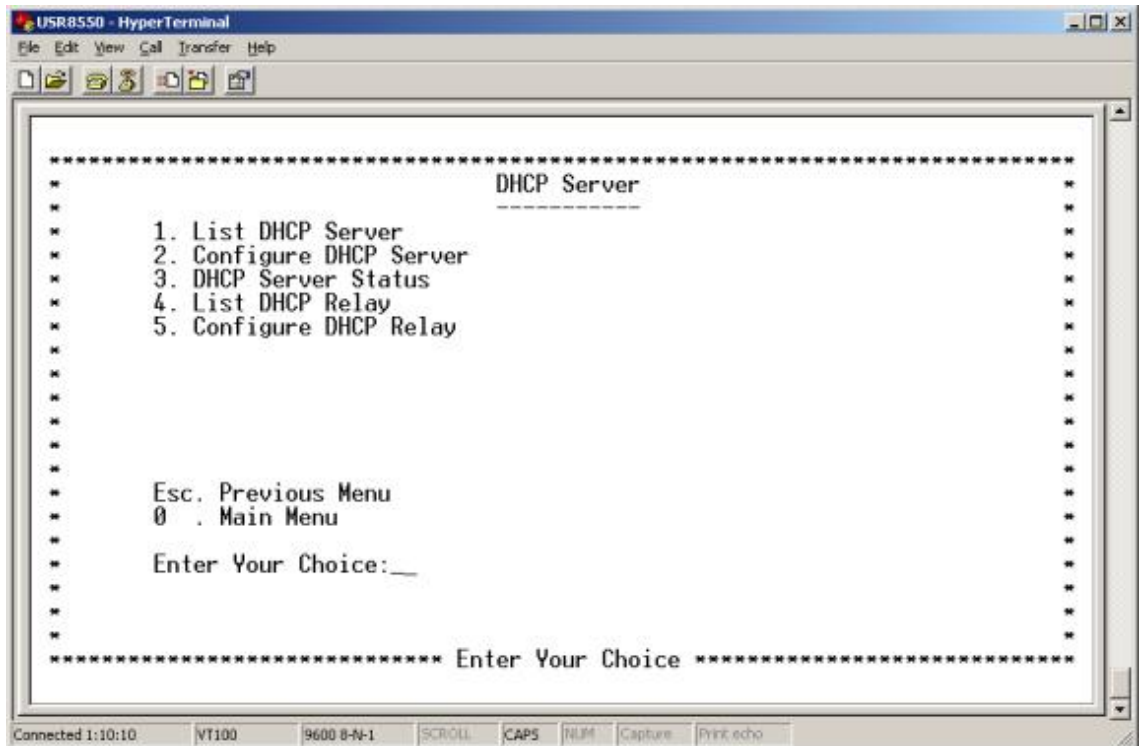 USR8550 - HyperTerminal
File Edit View Call Transfer Help
********************************************************************************
* DHCP Server *
* ----------- *
* 1. List DHCP Server *
* 2. Configure DHCP Server *
* 3. DHCP Server Status *
* 4. List DHCP Relay *
* 5. Configure DHCP Relay *
* *
* *
* *
* *
* *
* *
* Esc. Previous Menu *
* 0 . Main Menu *
* *
* Enter Your Choice:__ *
* *
* *
* *
****************************** Enter Your Choice *****************************
Connected 1:10:10 VT100 9600 8-N-1 SCROLL CAPS NUM Capture Print echo